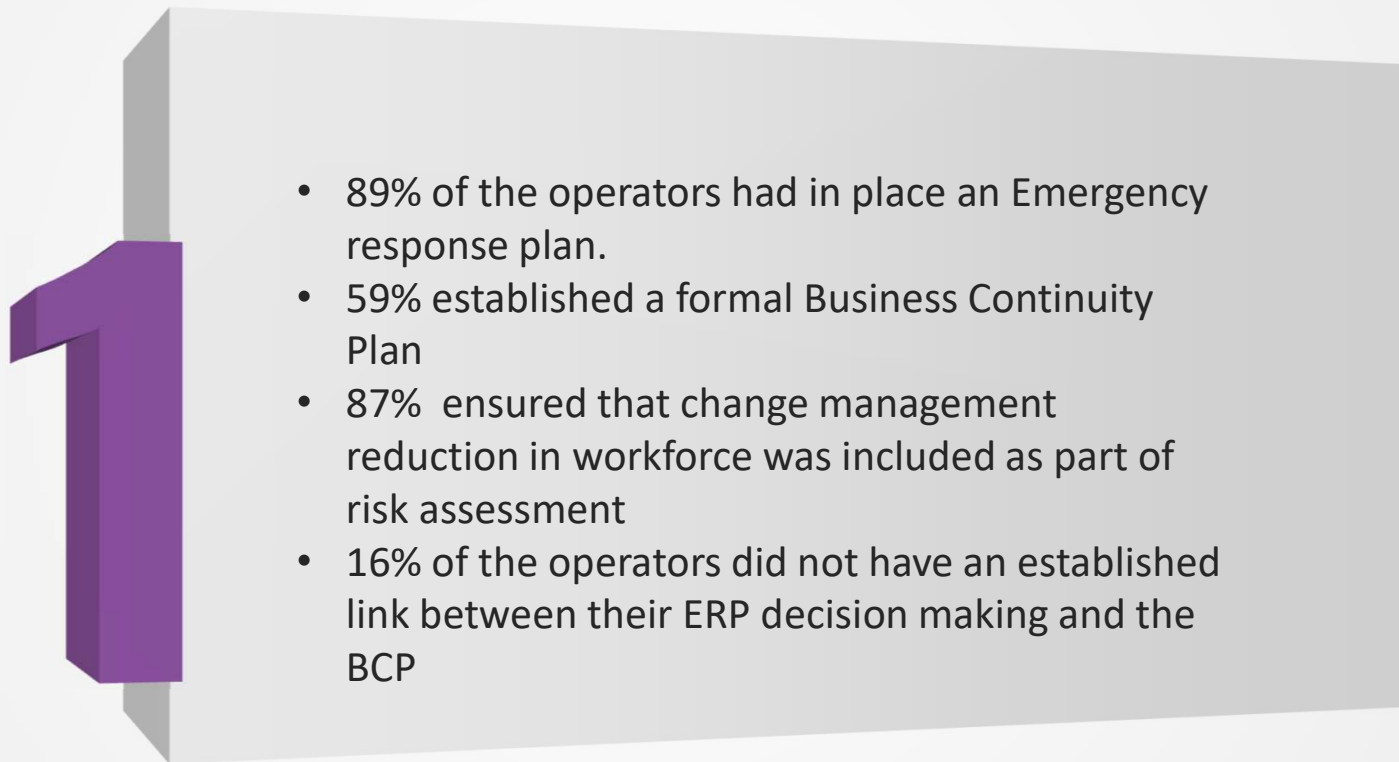 1
• 89% of the operators had in place an Emergency
response plan.
• 59% established a formal Business Continuity
Plan
• 87%  ensured that change management
reduction in workforce was included as part of
risk assessment
• 16% of the operators did not have an established
link between their ERP decision making and the
BCP